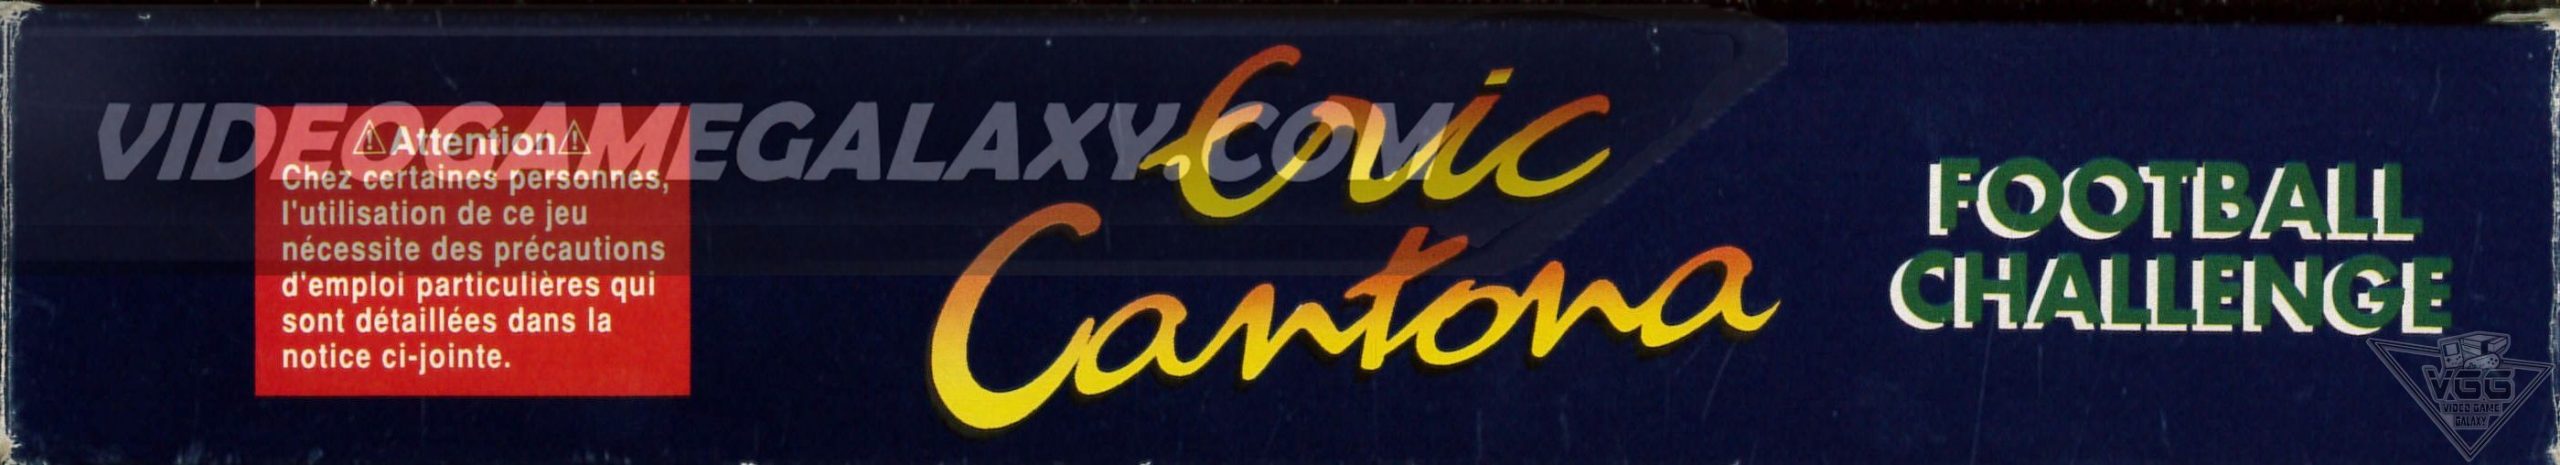 VIDEOGAMEGALAXY.COM
⚠Attention⚠
Chez certaines personnes,
l'utilisation de ce jeu
nécessite des précautions
d'emploi particulières qui
sont détaillées dans la
notice ci-jointe.
Eric
Cantona
FOOTBALL
CHALLENGE
VGG
VIDEO GAME
GALAXY